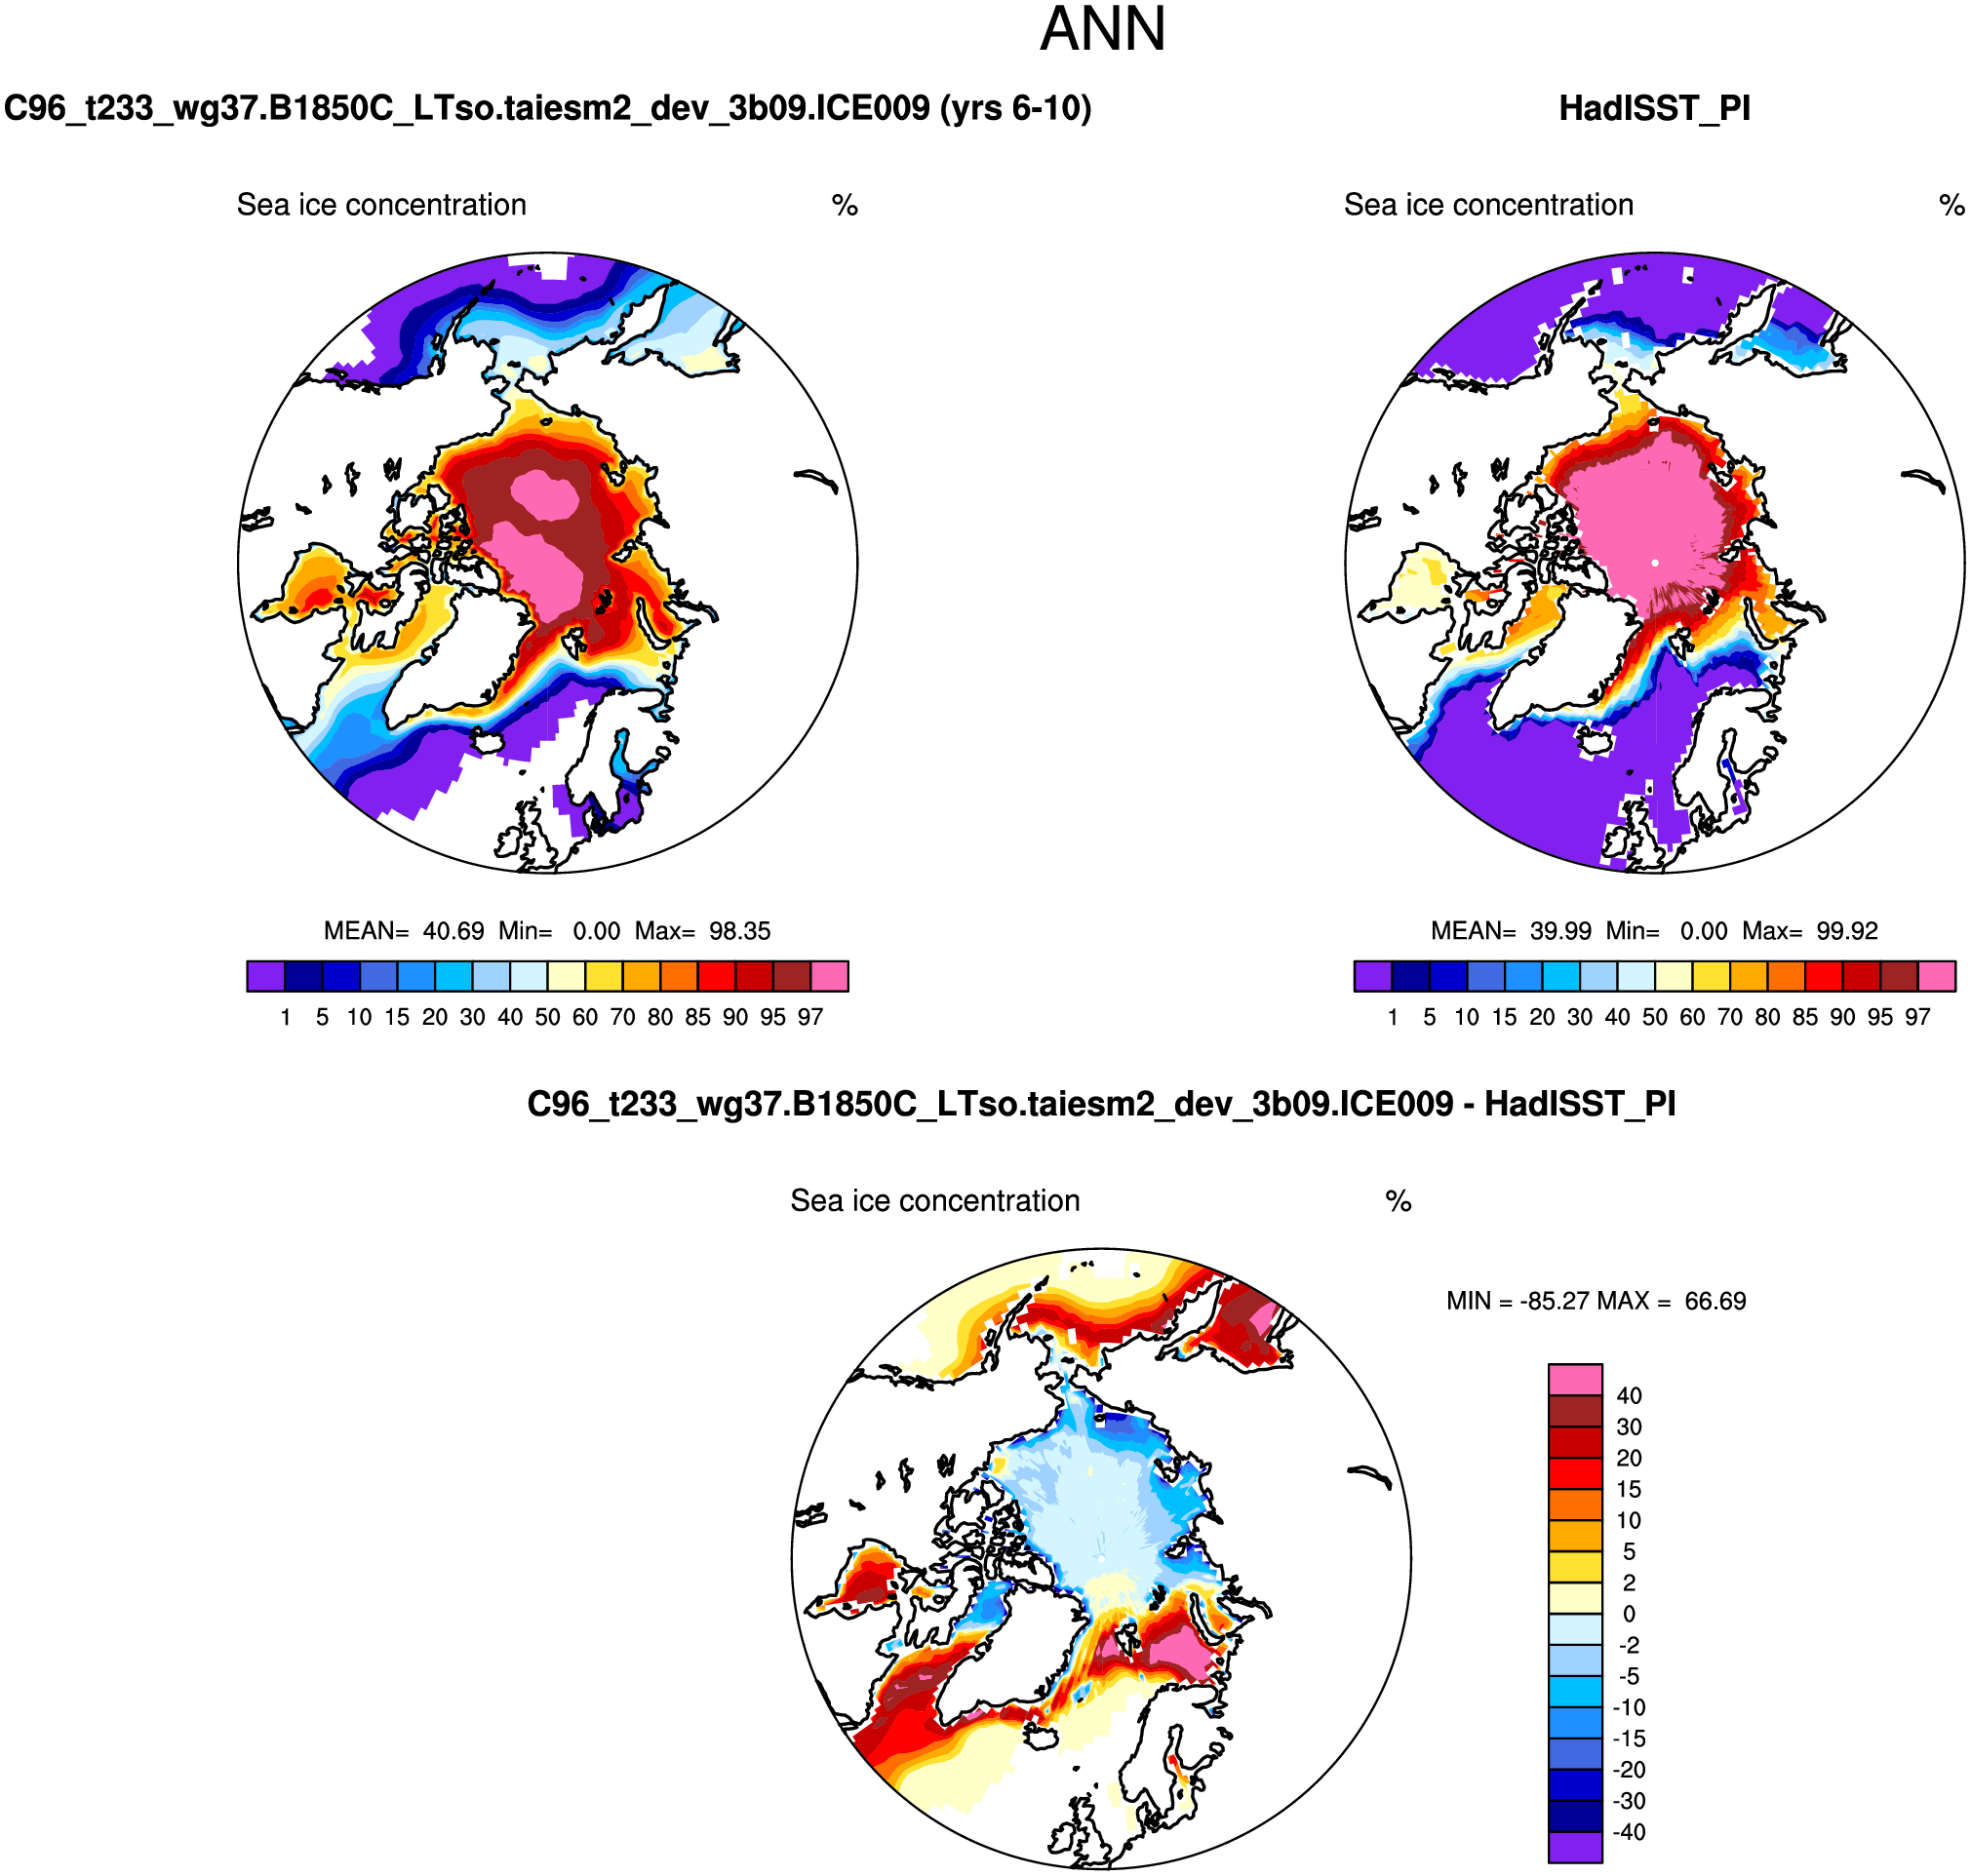 ANN
C96_t233_wg37.B1850C_LTso.taiesm2_dev_3b09.ICE009 (yrs 6-10)
HadISST_PI
Sea ice concentration %
Sea ice concentration %
MEAN= 40.69 Min= 0.00 Max= 98.35
MEAN= 39.99 Min= 0.00 Max= 99.92
1 5 10 15 20 30 40 50 60 70 80 85 90 95 97
1 5 10 15 20 30 40 50 60 70 80 85 90 95 97
C96_t233_wg37.B1850C_LTso.taiesm2_dev_3b09.ICE009 - HadISST_PI
Sea ice concentration %
MIN = -85.27 MAX = 66.69
40
30
20
15
10
5
2
0
-2
-5
-10
-15
-20
-30
-40